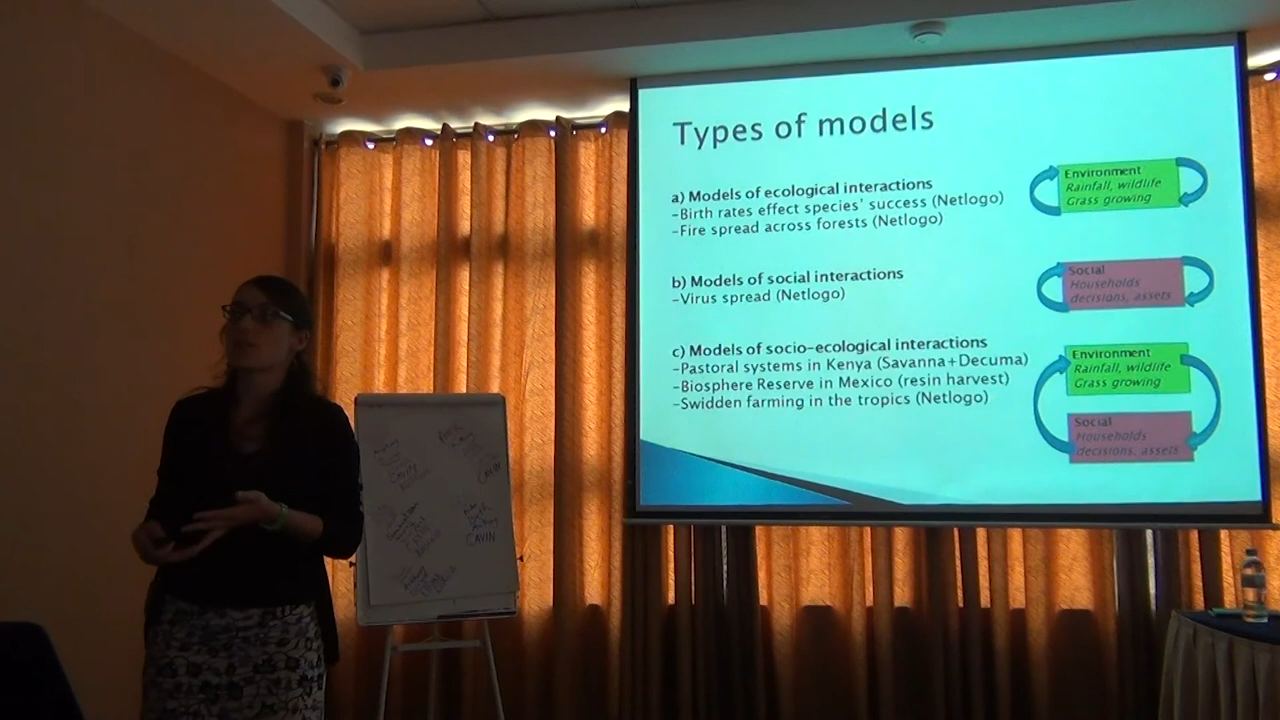 Types of models
a) Models of ecological interactions
-Birth rates effect species' success (Netlogo)
-Fire spread across forests (Netlogo)
Environment
Rainfall, wildlife
Grass growing
b) Models of social interactions
-Virus spread (Netlogo)
Social
Households
decisions, assets
c) Models of socio-ecological interactions
-Pastoral systems in Kenya (Savanna+Decuma)
-Biosphere Reserve in Mexico (resin harvest)
-Swidden farming in the tropics (Netlogo)
Environment
Rainfall, wildlife
Grass growing
Social
Households
decisions, assets
CAVIN
CAVIN